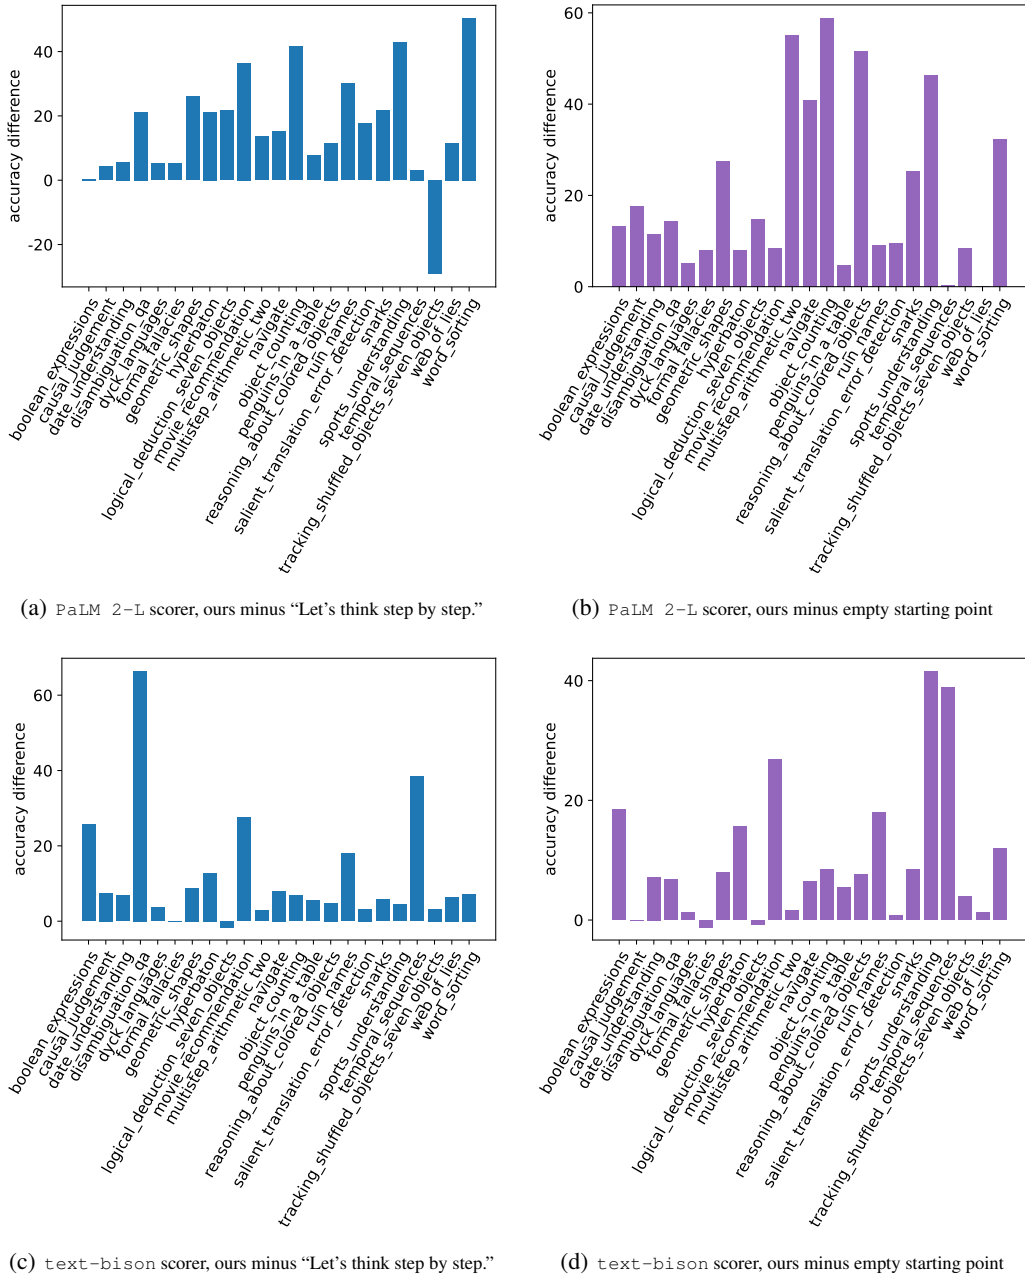 accuracy difference
40
20
0
-20
boolean_expressions
causal_judgement
date_understanding
disambiguation_qa
dyck_languages
formal_fallacies
geometric_shapes
hyperbaton
logical_deduction_seven_objects
movie_recommendation
multistep_arithmetic_two
navigate
object_counting
penguins_in_a_table
reasoning_about_colored_objects
ruin_names
salient_translation_error_detection
snarks
sports_understanding
temporal_sequences
tracking_shuffled_objects_seven_objects
web_of_lies
word_sorting
(a) PaLM 2-L scorer, ours minus “Let’s think step by step.”
accuracy difference
60
40
20
0
boolean_expressions
causal_judgement
date_understanding
disambiguation_qa
dyck_languages
formal_fallacies
geometric_shapes
hyperbaton
logical_deduction_seven_objects
movie_recommendation
multistep_arithmetic_two
navigate
object_counting
penguins_in_a_table
reasoning_about_colored_objects
ruin_names
salient_translation_error_detection
snarks
sports_understanding
temporal_sequences
tracking_shuffled_objects_seven_objects
web_of_lies
word_sorting
(b) PaLM 2-L scorer, ours minus empty starting point
accuracy difference
60
40
20
0
boolean_expressions
causal_judgement
date_understanding
disambiguation_qa
dyck_languages
formal_fallacies
geometric_shapes
hyperbaton
logical_deduction_seven_objects
movie_recommendation
multistep_arithmetic_two
navigate
object_counting
penguins_in_a_table
reasoning_about_colored_objects
ruin_names
salient_translation_error_detection
snarks
sports_understanding
temporal_sequences
tracking_shuffled_objects_seven_objects
web_of_lies
word_sorting
(c) text-bison scorer, ours minus “Let’s think step by step.”
accuracy difference
40
20
0
boolean_expressions
causal_judgement
date_understanding
disambiguation_qa
dyck_languages
formal_fallacies
geometric_shapes
hyperbaton
logical_deduction_seven_objects
movie_recommendation
multistep_arithmetic_two
navigate
object_counting
penguins_in_a_table
reasoning_about_colored_objects
ruin_names
salient_translation_error_detection
snarks
sports_understanding
temporal_sequences
tracking_shuffled_objects_seven_objects
web_of_lies
word_sorting
(d) text-bison scorer, ours minus empty starting point